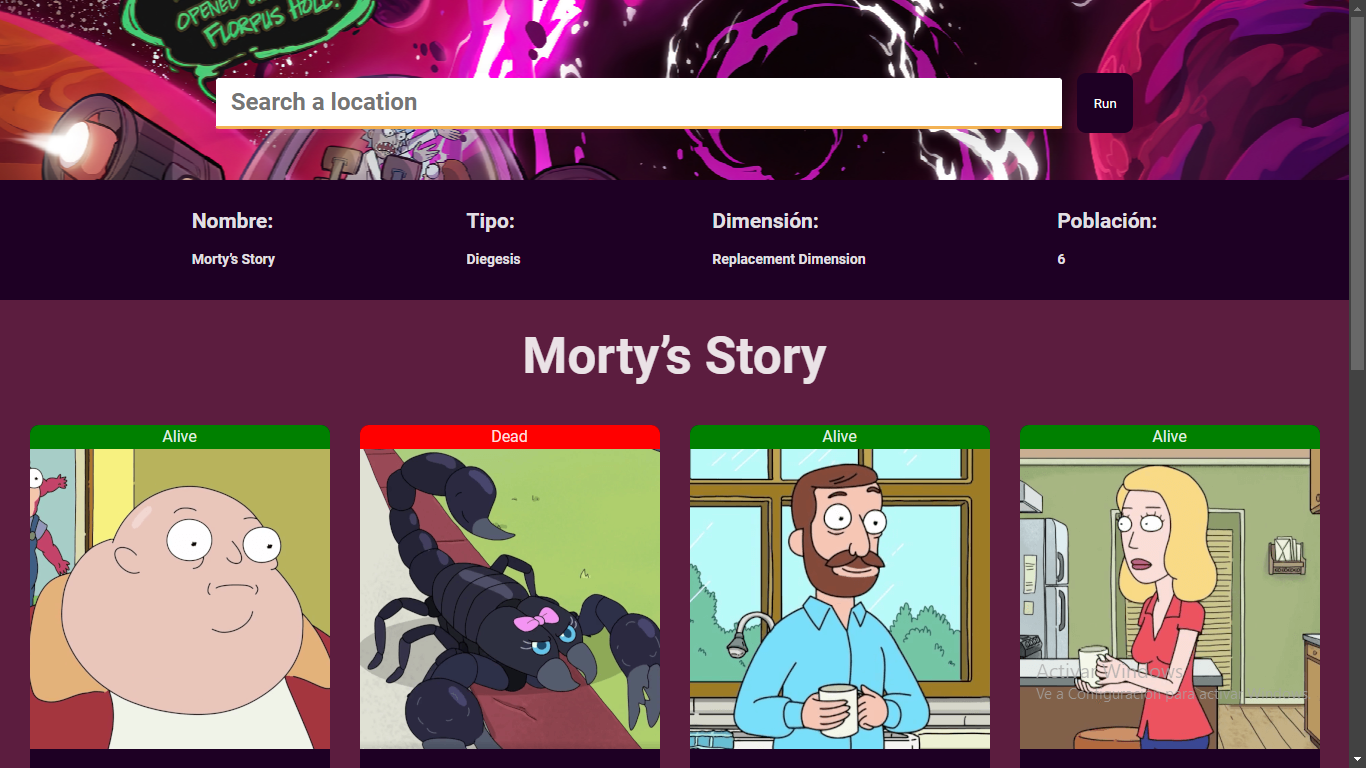 OPENED
FLORPUS HOLE!
Search a location
Run
Nombre: Tipo: Dimensión: Población:
Morty’s Story Diegesis Replacement Dimension 6
Morty’s Story
Alive Dead Alive Alive
Activar Windows
Ve a Configuración para activar Windows.